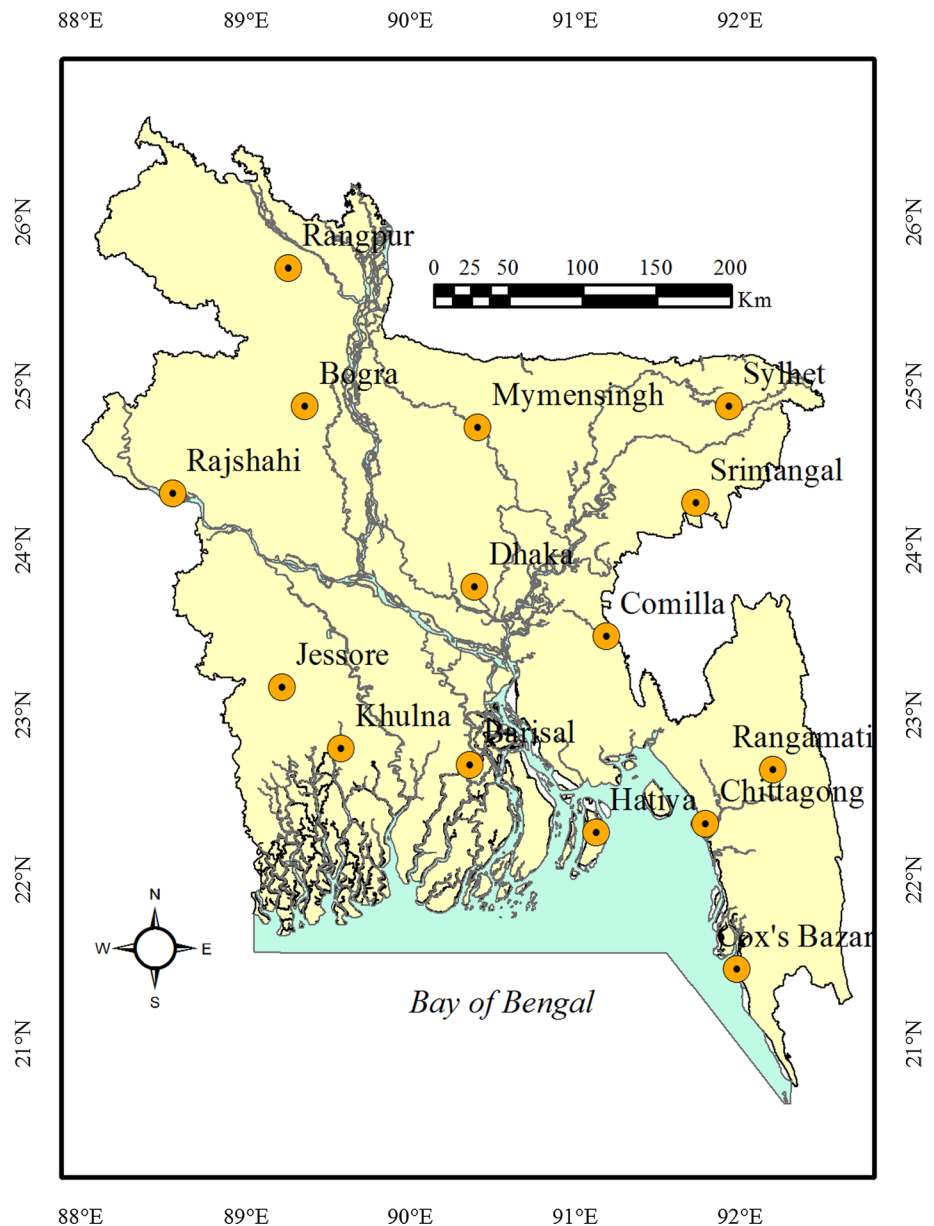 88°E 89°E 90°E 91°E 92°E
26°N 26°N
Rangpur
0 25 50 100 150 200
Km
25°N 25°N
Bogra
Sylhet
Mymensingh
Rajshahi
Srimangal
24°N 24°N
Dhaka
Comilla
Jessore
23°N 23°N
Khulna
Barisal
Rangamati
Hatiya
Chittagong
22°N 22°N
N
W E
S
Cox's Bazar
Bay of Bengal
21°N 21°N
88°E 89°E 90°E 91°E 92°E